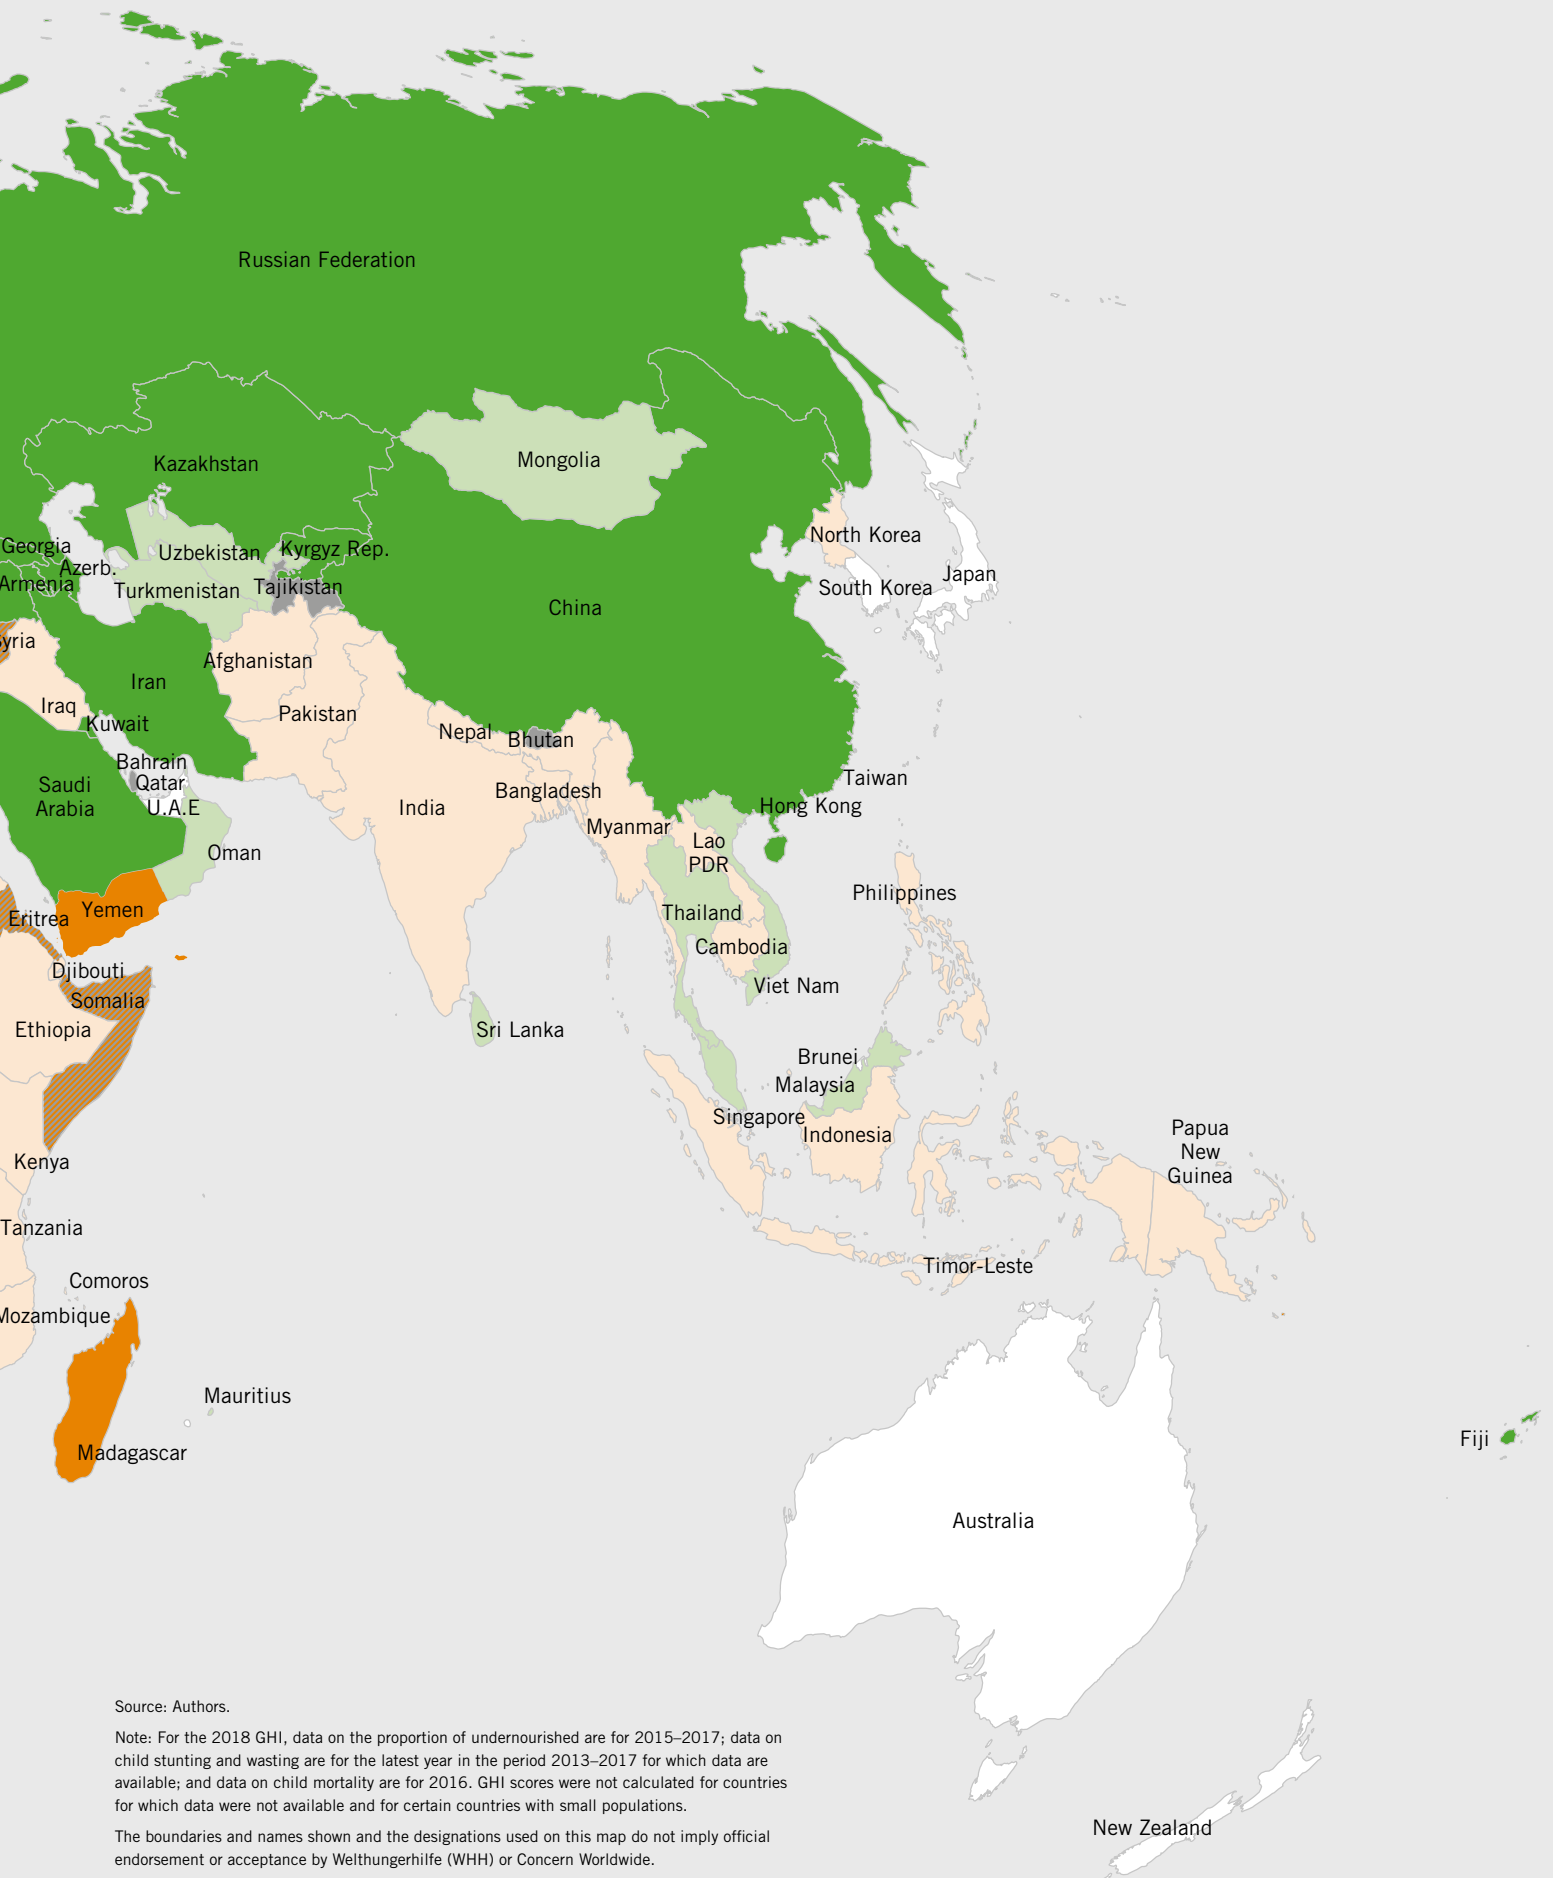 Russian Federation
Kazakhstan
Mongolia
North Korea
Georgia
Uzbekistan
Kyrgyz Rep.
Azerb.
Armenia
Turkmenistan
Tajikistan
South Korea
Japan
China
yria
Afghanistan
Iran
Iraq
Pakistan
Kuwait
Nepal
Bhutan
Bahrain
Qatar
Saudi
Arabia
U.A.E
Bangladesh
India
Taiwan
Hong Kong
Myanmar
Lao
PDR
Oman
Philippines
Eritrea
Yemen
Thailand
Cambodia
Djibouti
Somalia
Viet Nam
Ethiopia
Sri Lanka
Brunei
Malaysia
Singapore
Indonesia
Papua
New
Guinea
Kenya
Tanzania
Timor-Leste
Comoros
Mozambique
Mauritius
Madagascar
Fiji
Australia
New Zealand
Source: Authors.
Note: For the 2018 GHI, data on the proportion of undernourished are for 2015–2017; data on
child stunting and wasting are for the latest year in the period 2013–2017 for which data are
available; and data on child mortality are for 2016. GHI scores were not calculated for countries
for which data were not available and for certain countries with small populations.
The boundaries and names shown and the designations used on this map do not imply official
endorsement or acceptance by Welthungerhilfe (WHH) or Concern Worldwide.